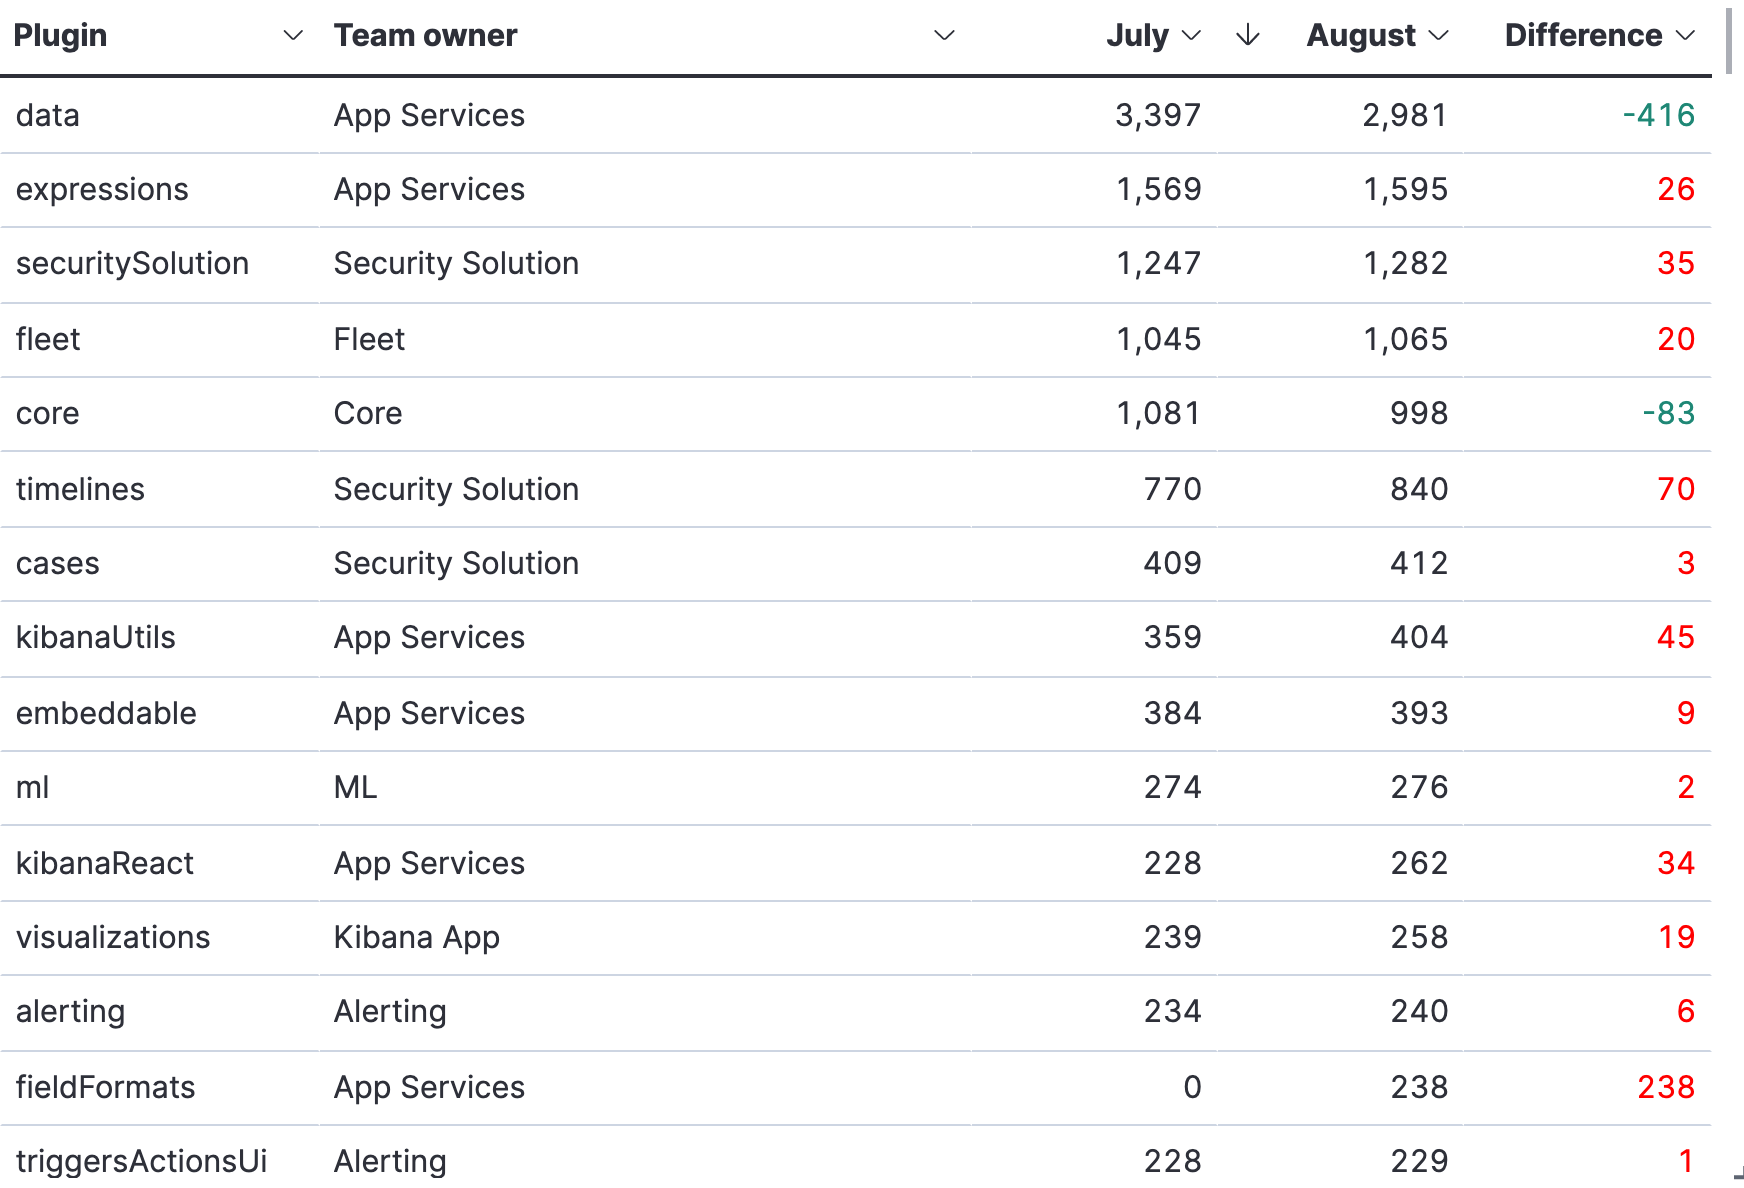 Plugin Team owner July August Difference
data App Services 3,397 2,981 -416
expressions App Services 1,569 1,595 26
securitySolution Security Solution 1,247 1,282 35
fleet Fleet 1,045 1,065 20
core Core 1,081 998 -83
timelines Security Solution 770 840 70
cases Security Solution 409 412 3
kibanaUtils App Services 359 404 45
embeddable App Services 384 393 9
ml ML 274 276 2
kibanaReact App Services 228 262 34
visualizations Kibana App 239 258 19
alerting Alerting 234 240 6
fieldFormats App Services 0 238 238
triggersActionsUi Alerting 228 229 1